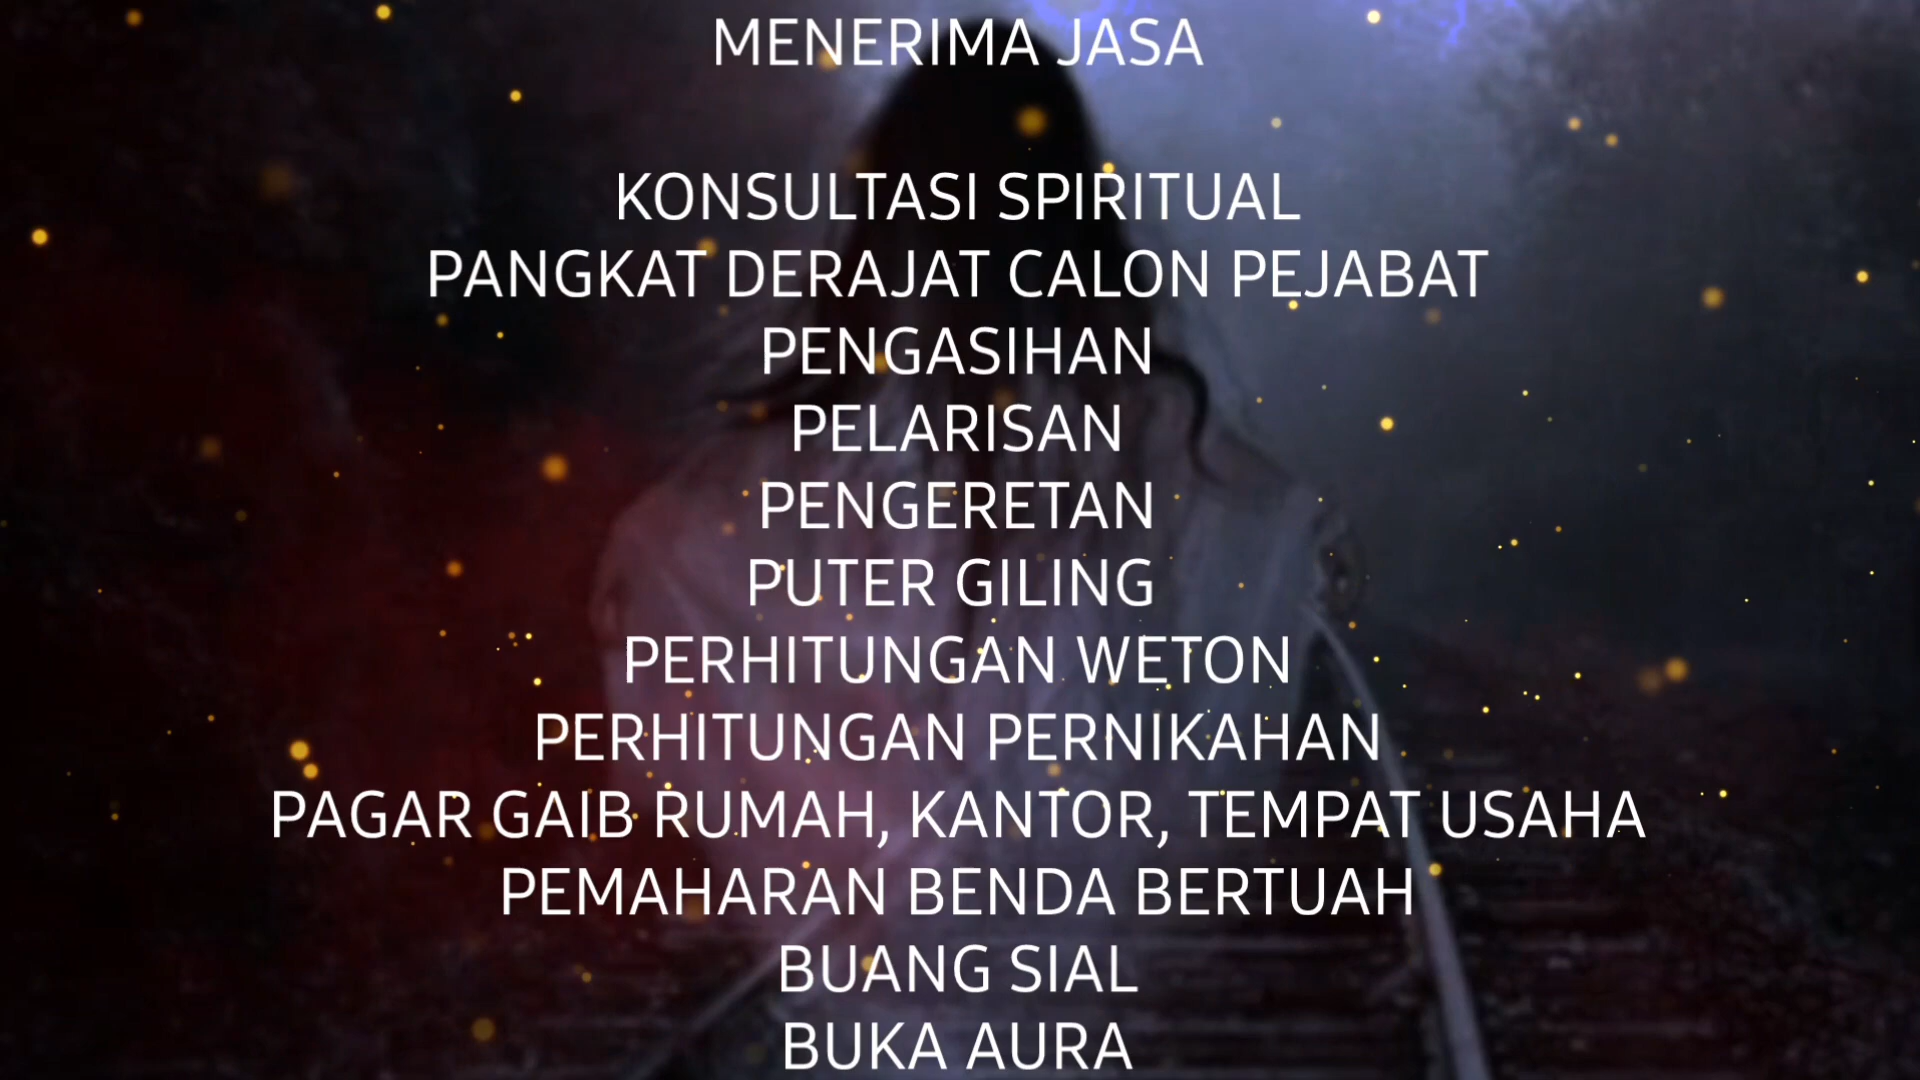 MENERIMA JASA
KONSULTASI SPIRITUAL
PANGKAT DERAJAT CALON PEJABAT
PENGASIHAN
PELARISAN
PENGERETAN
PUTER GILING
PERHITUNGAN WETON
PERHITUNGAN PERNIKAHAN
PAGAR GAIB RUMAH, KANTOR, TEMPAT USAHA
PEMAHARAN BENDA BERTUAH
BUANG SIAL
BUKA AURA